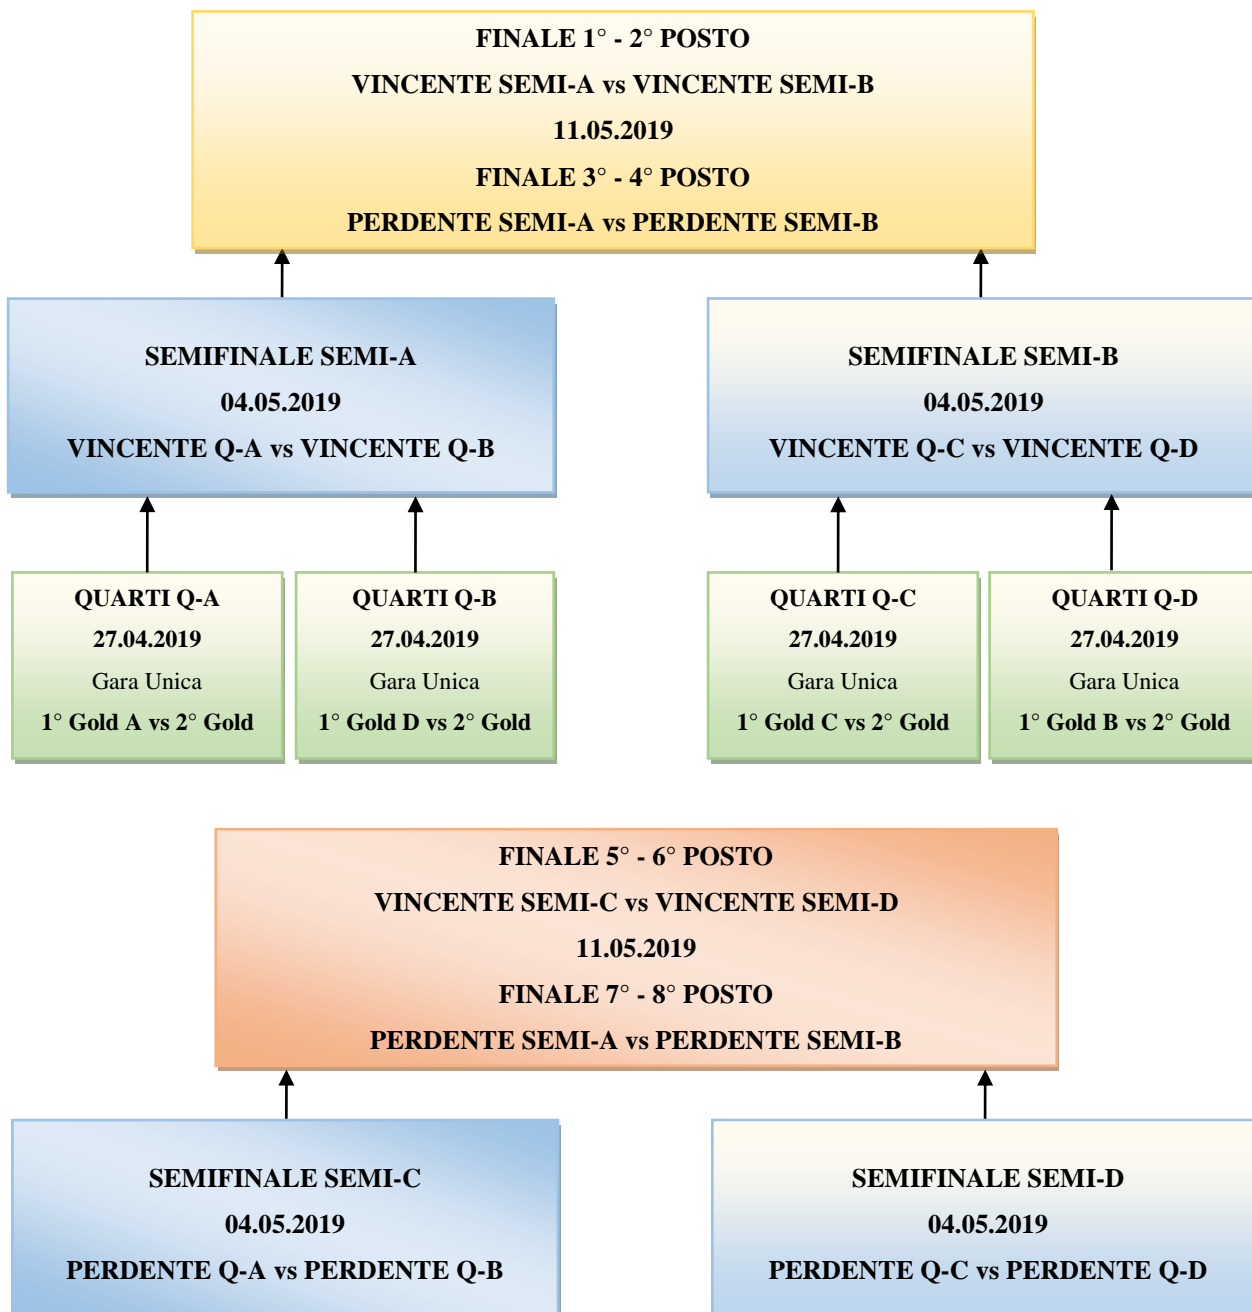 FINALE 1° - 2° POSTO
VINCENTE SEMI-A vs VINCENTE SEMI-B
11.05.2019
FINALE 3° - 4° POSTO
PERDENTE SEMI-A vs PERDENTE SEMI-B
SEMIFINALE SEMI-A
04.05.2019
VINCENTE Q-A vs VINCENTE Q-B
SEMIFINALE SEMI-B
04.05.2019
VINCENTE Q-C vs VINCENTE Q-D
QUARTI Q-A
27.04.2019
Gara Unica
1° Gold A vs 2° Gold
QUARTI Q-B
27.04.2019
Gara Unica
1° Gold D vs 2° Gold
QUARTI Q-C
27.04.2019
Gara Unica
1° Gold C vs 2° Gold
QUARTI Q-D
27.04.2019
Gara Unica
1° Gold B vs 2° Gold
FINALE 5° - 6° POSTO
VINCENTE SEMI-C vs VINCENTE SEMI-D
11.05.2019
FINALE 7° - 8° POSTO
PERDENTE SEMI-A vs PERDENTE SEMI-B
SEMIFINALE SEMI-C
04.05.2019
PERDENTE Q-A vs PERDENTE Q-B
SEMIFINALE SEMI-D
04.05.2019
PERDENTE Q-C vs PERDENTE Q-D